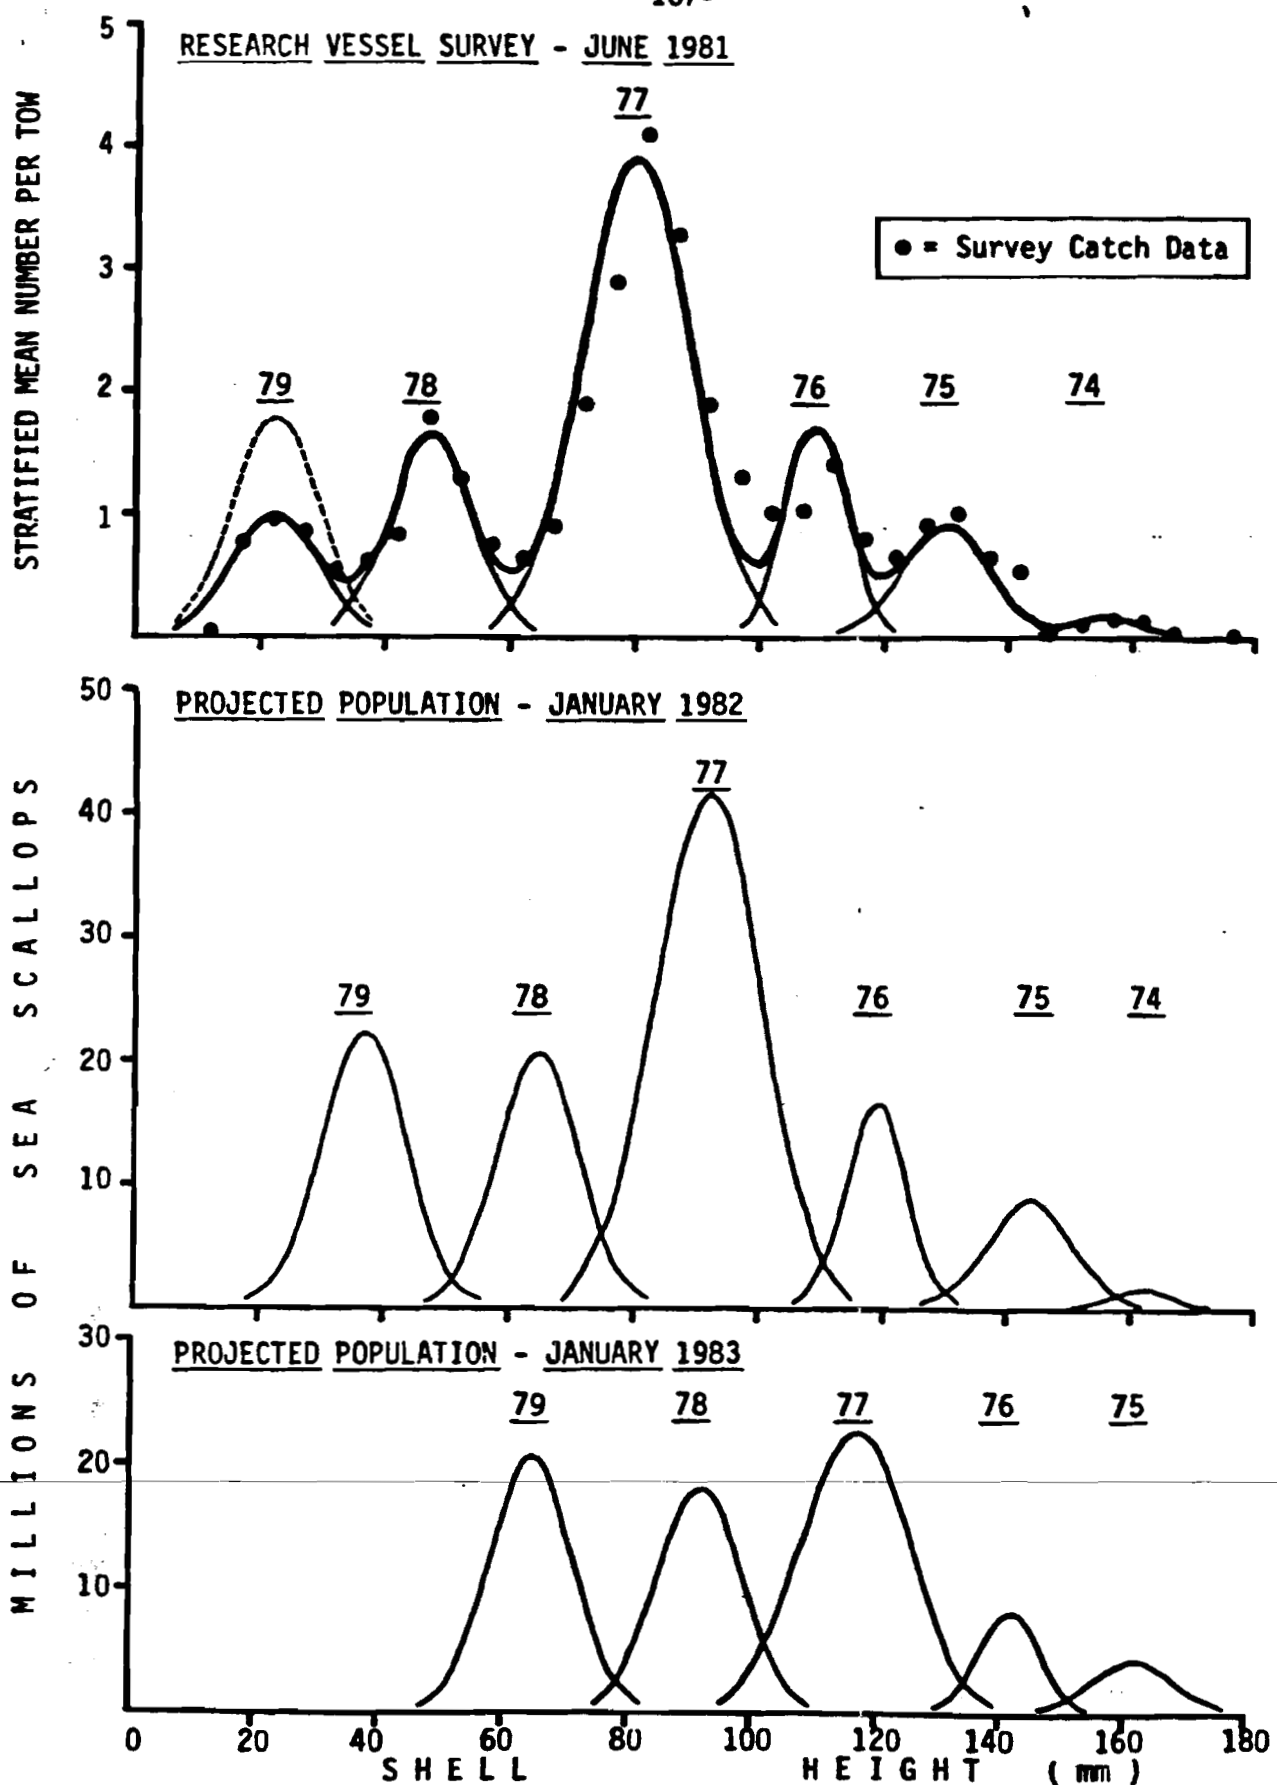 RESEARCH VESSEL SURVEY - JUNE 1981
STRATIFIED MEAN NUMBER PER TOW
5
4
3
2
1
77
● = Survey Catch Data
79 78 76 75 74
PROJECTED POPULATION - JANUARY 1982
MILLIONS OF SEA SCALLOPS
50
40
30
20
10
77
79 78 76 75 74
PROJECTED POPULATION - JANUARY 1983
30
20
10
79 78 77 76 75
0 20 40 60 80 100 120 140 160 180
SHELL HEIGHT (mm)